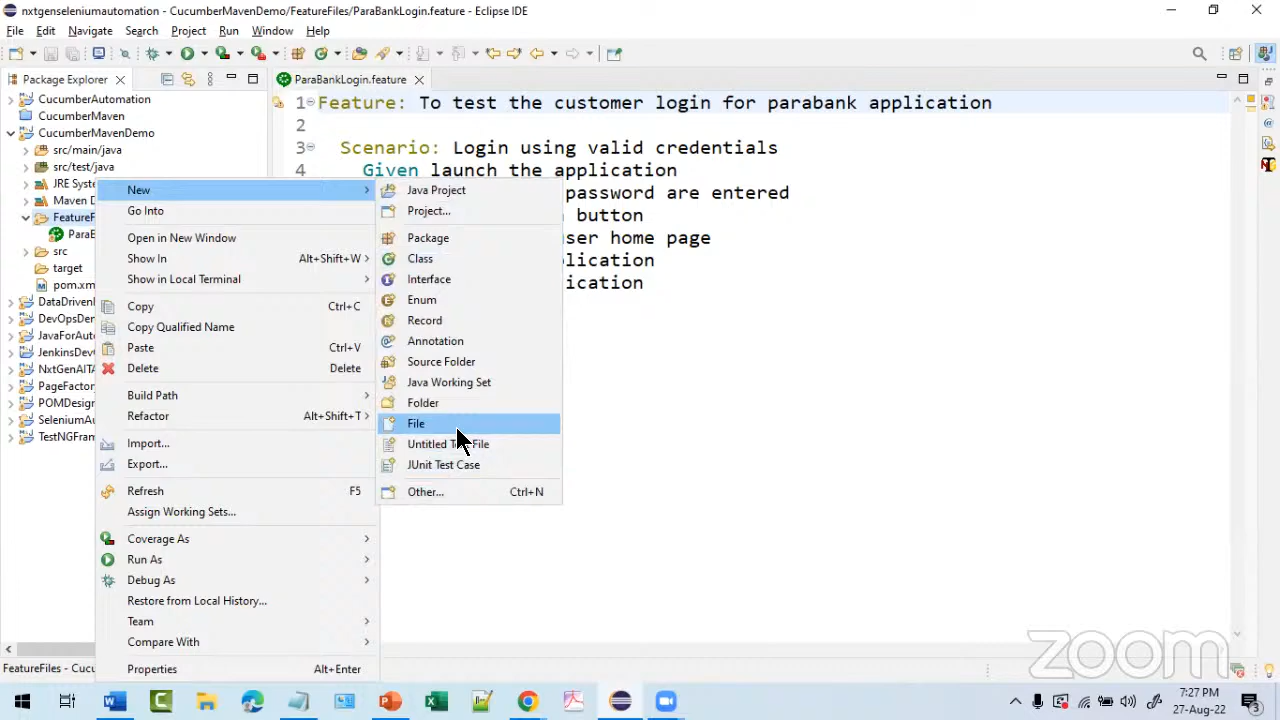 nxtgenseleniumautomation - CucumberMavenDemo/FeatureFiles/ParaBankLogin.feature - Eclipse IDE
File Edit Navigate Search Project Run Window Help
Package Explorer
ParaBankLogin.feature
CucumberAutomation
CucumberMaven
CucumberMavenDemo
src/main/java
src/test/java
JRE Syste
Maven D
FeatureF
ParaB
src
target
pom.xm
DataDrivenF
DevOpsDem
JavaForAuto
JenkinsDev
NxtGenAITA
PageFactory
POMDesign
SeleniumAu
TestNGFram
1 Feature: To test the customer login for parabank application
2
3 Scenario: Login using valid credentials
4 Given launch the application
password are entered
button
user home page
plication
ication
New
Go Into
Open in New Window
Show In Alt+Shift+W
Show in Local Terminal
Copy Ctrl+C
Copy Qualified Name
Paste Ctrl+V
Delete Delete
Build Path
Refactor Alt+Shift+T
Import...
Export...
Refresh F5
Assign Working Sets...
Coverage As
Run As
Debug As
Restore from Local History...
Team
Compare With
Properties Alt+Enter
Java Project
Project...
Package
Class
Interface
Enum
Record
Annotation
Source Folder
Java Working Set
Folder
File
Untitled Text File
JUnit Test Case
Other... Ctrl+N
FeatureFiles - Cucu
zoom
7:27 PM
27-Aug-22
3